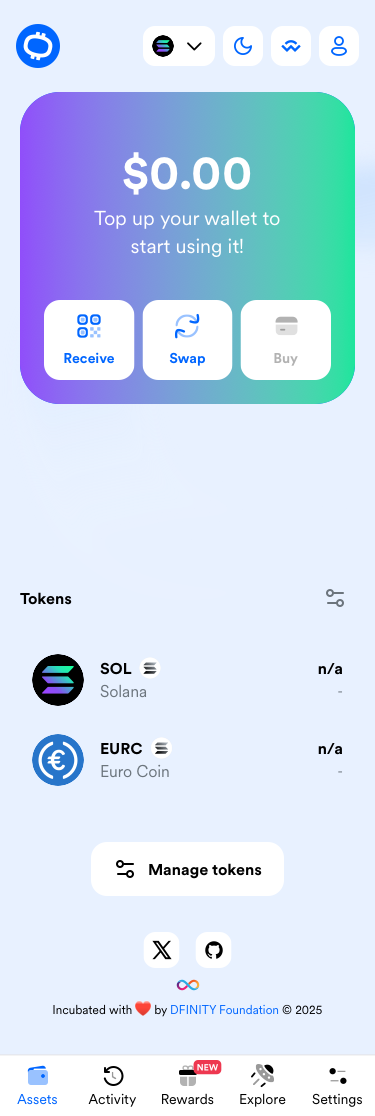 $0.00
Top up your wallet to
start using it!
Receive
Swap
Buy
Tokens
SOL
n/a
Solana
-
EURC
n/a
Euro Coin
-
Manage tokens
Incubated with ❤️ by DFINITY Foundation © 2025
NEW
Assets
Activity
Rewards
Explore
Settings